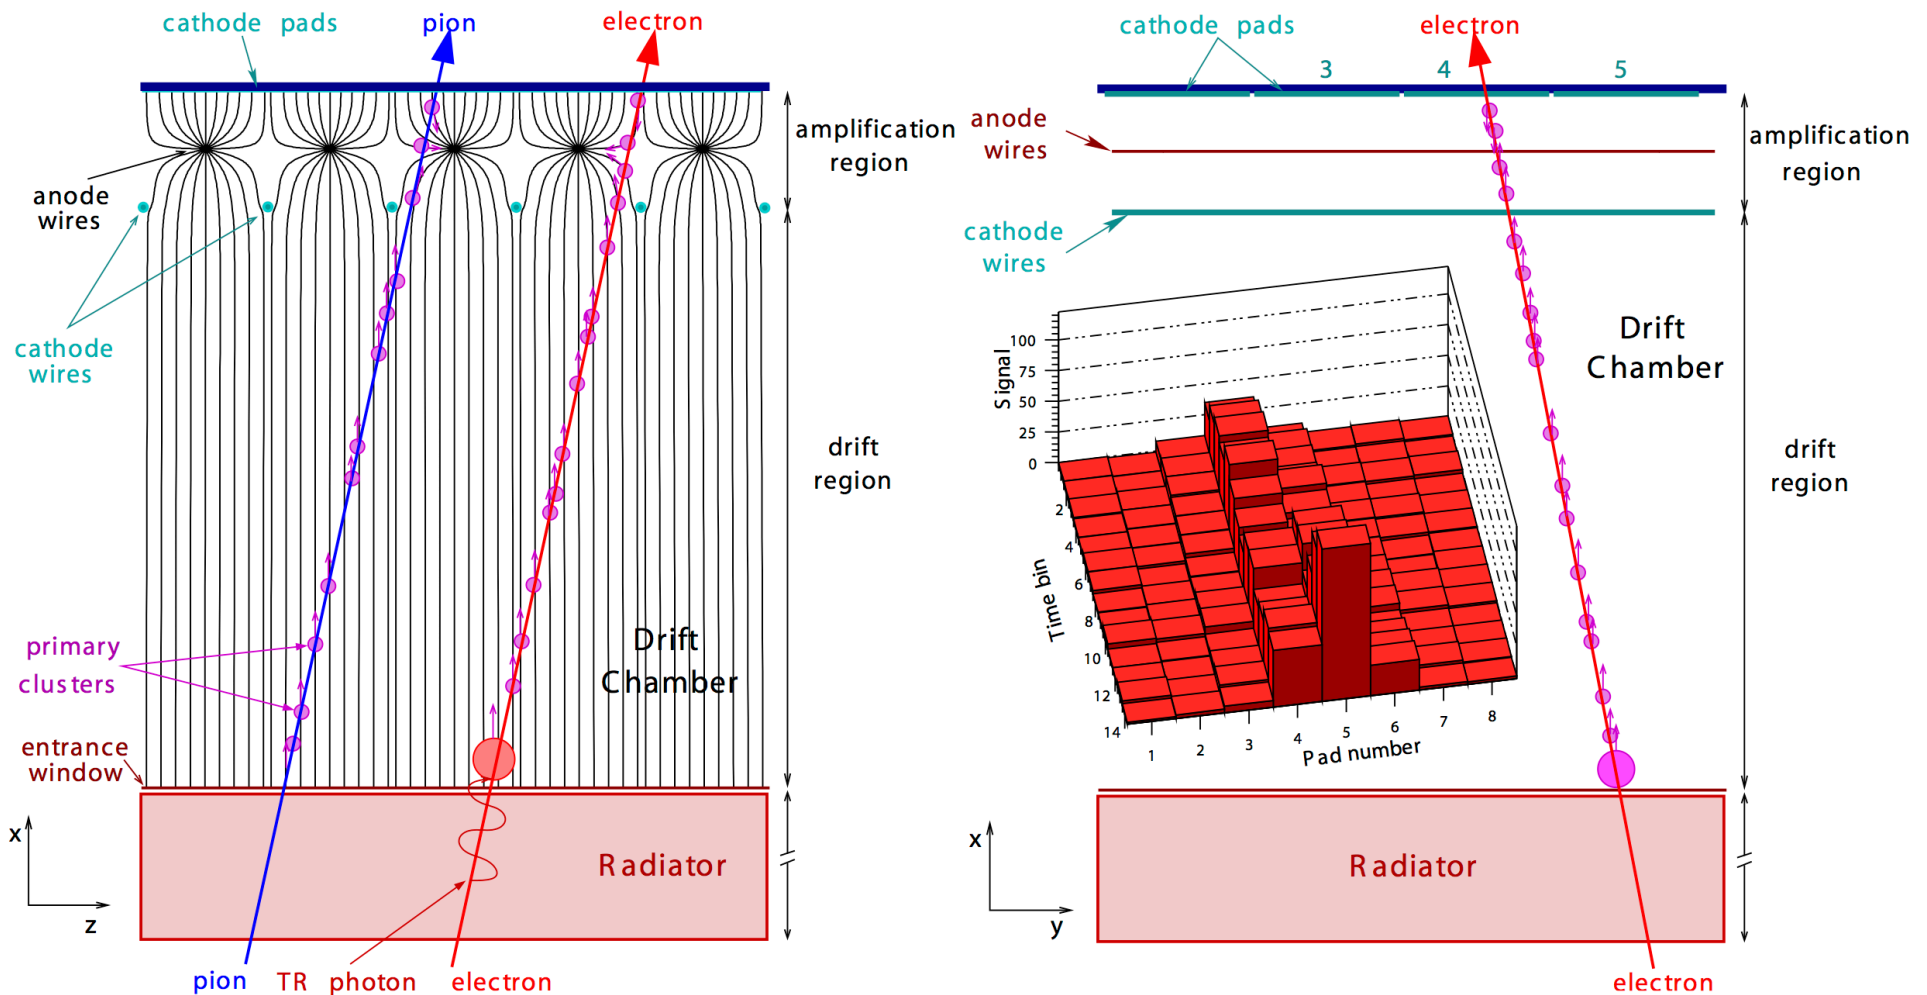 cathode pads
pion
electron
amplification
region
anode
wires
cathode
wires
drift
region
primary
clusters
Drift
Chamber
entrance
window
Radiator
x
z
pion
TR photon
electron
cathode pads
electron
3
4
5
anode
wires
amplification
region
cathode
wires
Drift
Chamber
drift
region
Signal
100
75
50
25
0
Time bin
2
4
6
8
10
12
14
1
2
3
4
5
6
7
8
Pad number
Radiator
x
y
electron